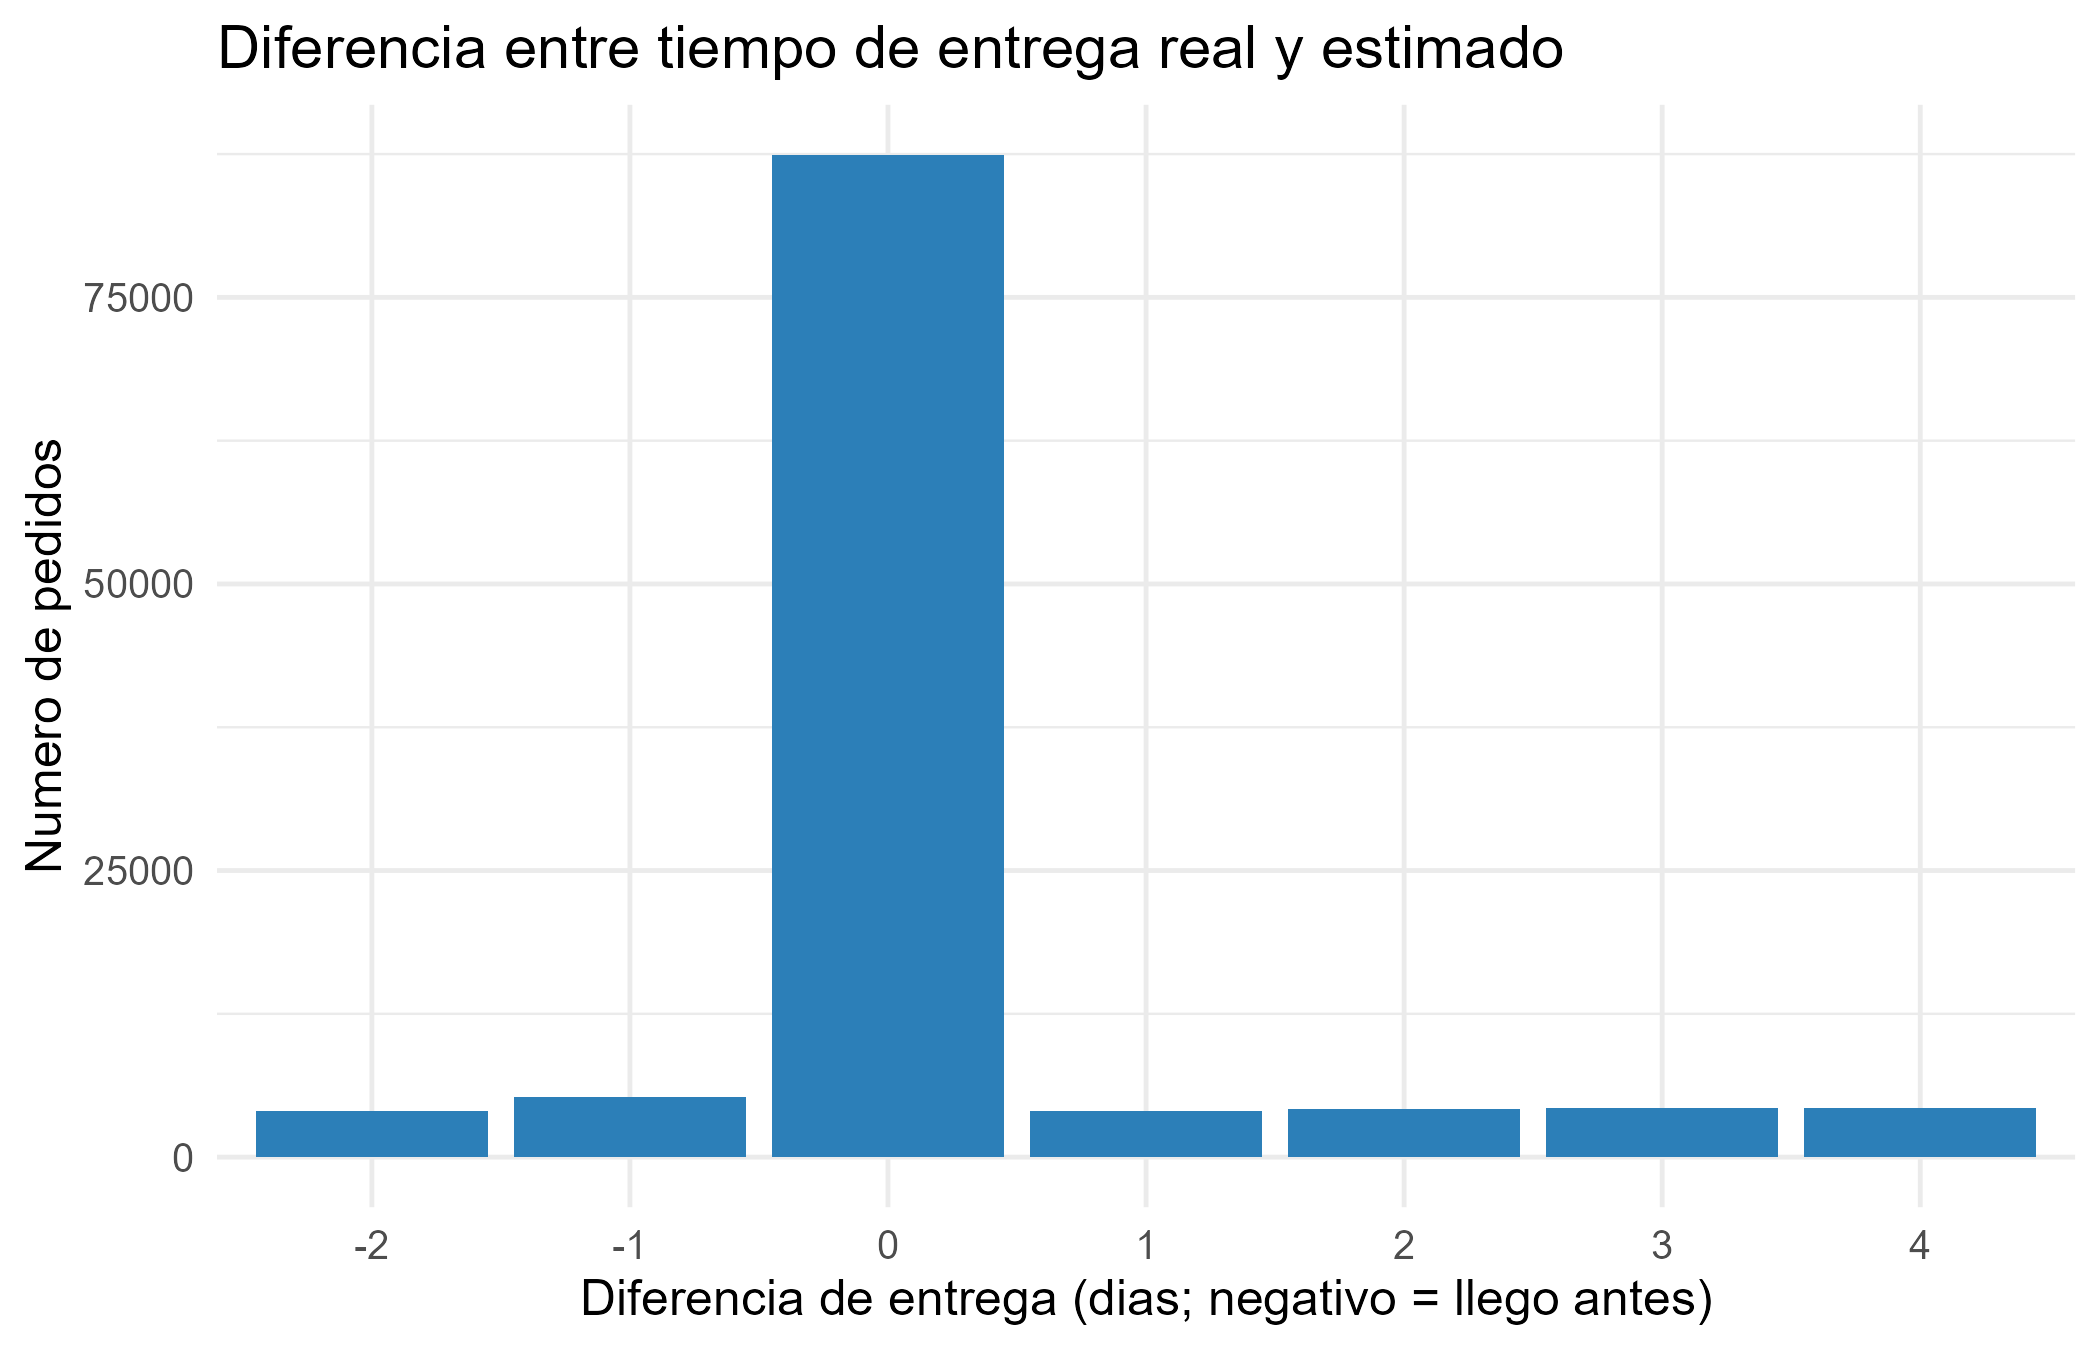 Diferencia entre tiempo de entrega real y estimado
Numero de pedidos
75000
50000
25000
0
-2 -1 0 1 2 3 4
Diferencia de entrega (dias; negativo = llego antes)